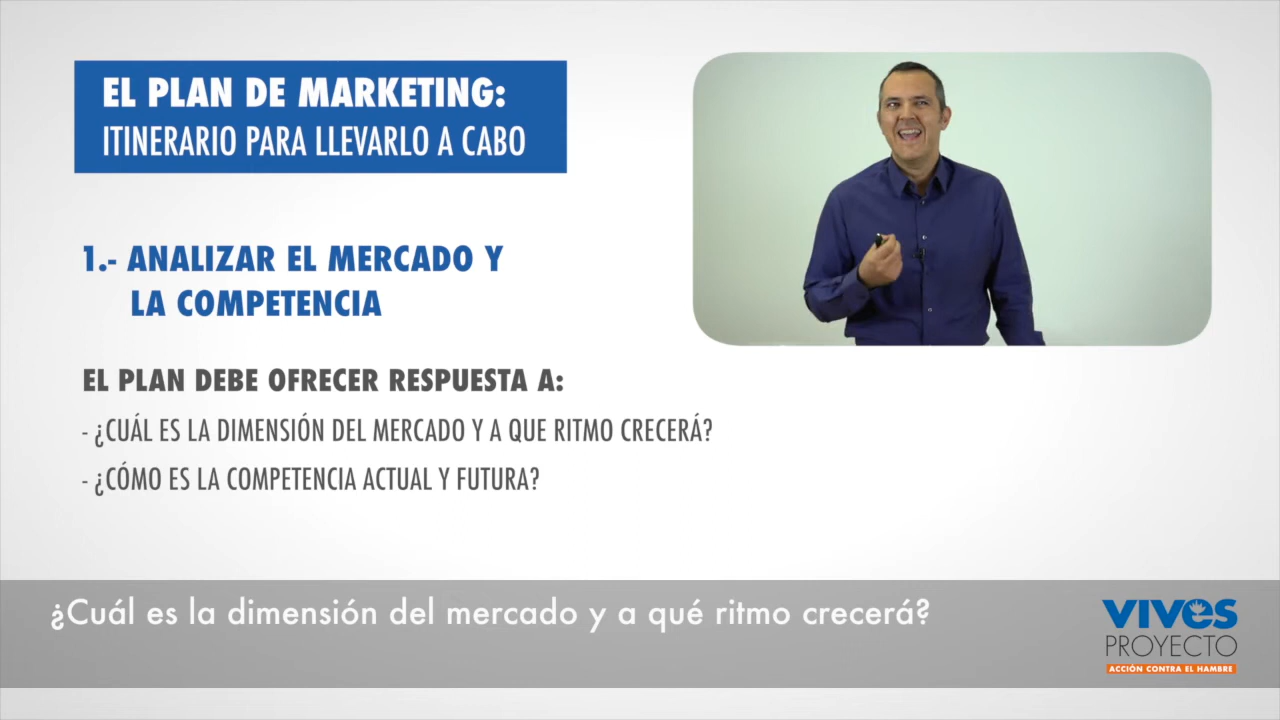 EL PLAN DE MARKETING:
ITINERARIO PARA LLEVARLO A CABO
1.- ANALIZAR EL MERCADO Y
LA COMPETENCIA
EL PLAN DEBE OFRECER RESPUESTA A:
- ¿CUÁL ES LA DIMENSIÓN DEL MERCADO Y A QUE RITMO CRECERÁ?
- ¿CÓMO ES LA COMPETENCIA ACTUAL Y FUTURA?
¿Cuál es la dimensión del mercado y a qué ritmo crecerá?
VIVES
PROYECTO
ACCIÓN CONTRA EL HAMBRE